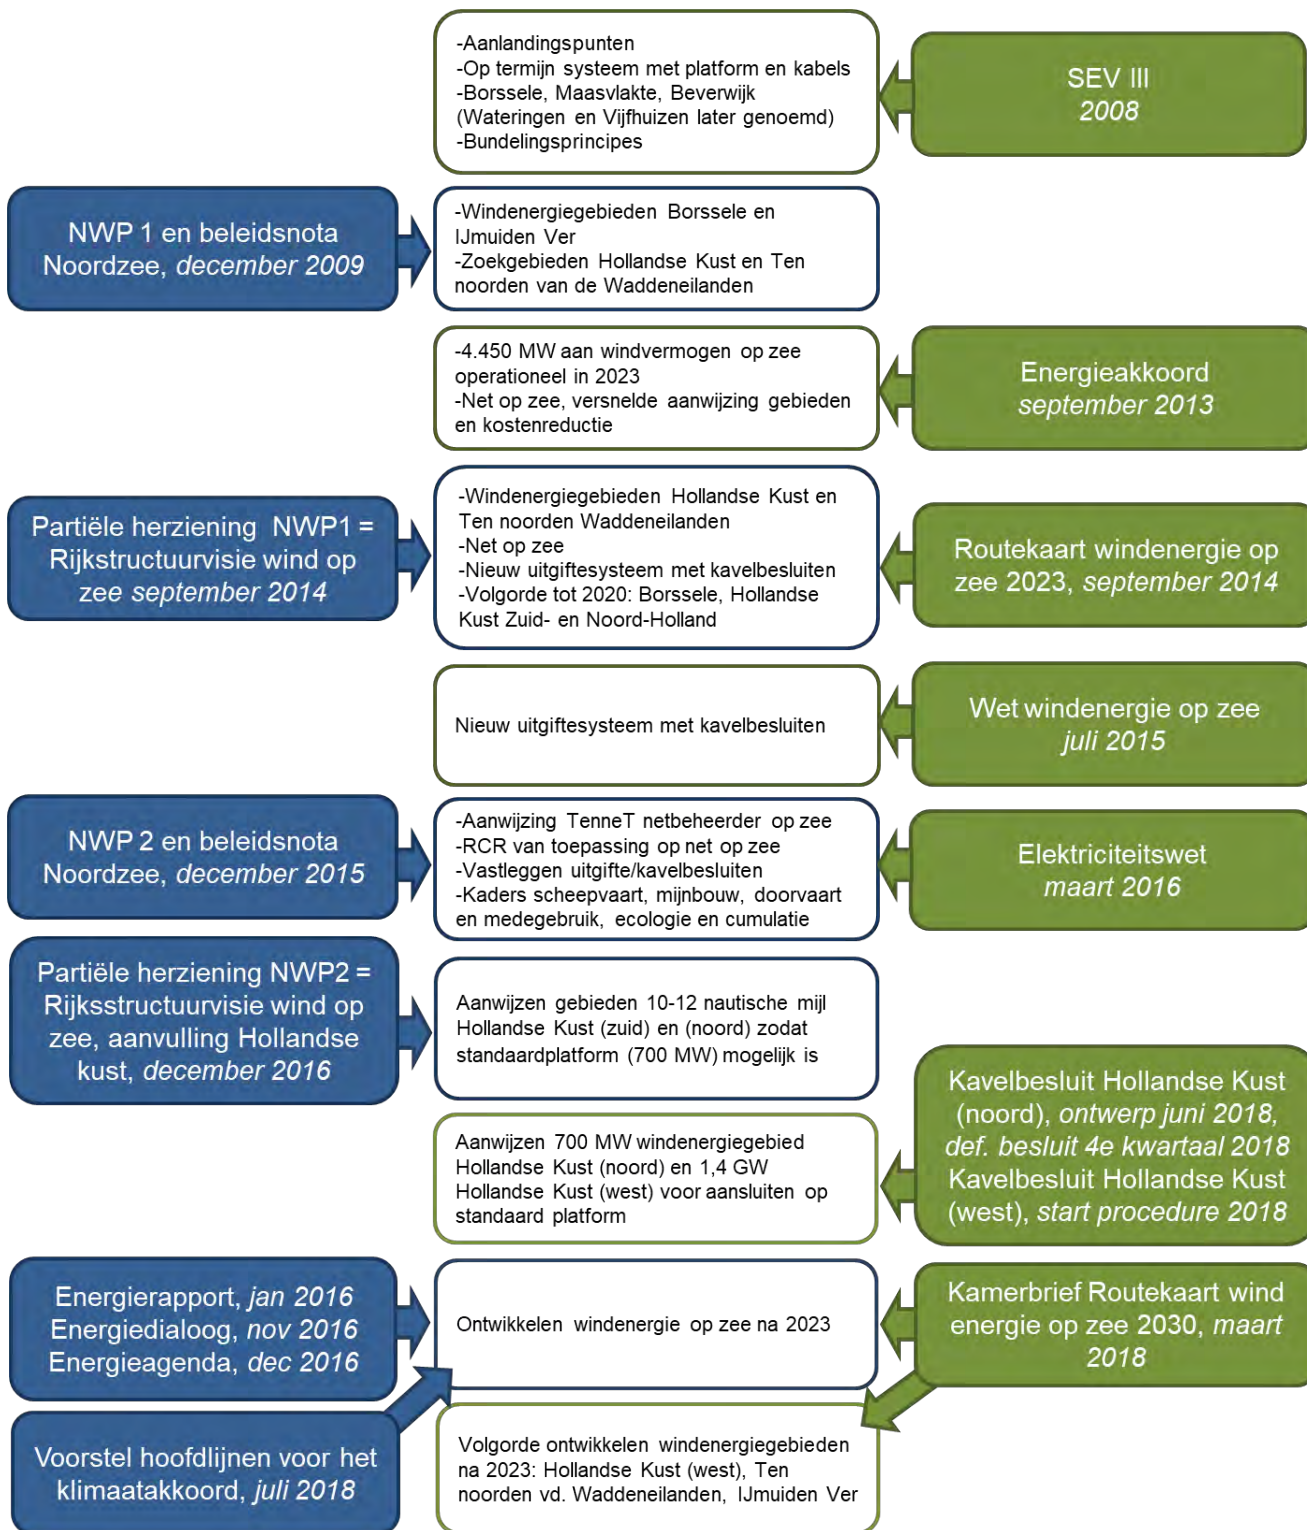 -Aanlandingspunten
-Op termijn systeem met platform en kabels
-Borssele, Maasvlakte, Beverwijk
(Wateringen en Vijfhuizen later genoemd)
-Bundelingsprincipes
SEV III
2008
NWP 1 en beleidsnota
Noordzee, december 2009
-Windenergiegebieden Borssele en
IJmuiden Ver
-Zoekgebieden Hollandse Kust en Ten
noorden van de Waddeneilanden
-4.450 MW aan windvermogen op zee
operationeel in 2023
-Net op zee, versnelde aanwijzing gebieden
en kostenreductie
Energieakkoord
september 2013
Partiële herziening NWP1 =
Rijkstructuurvisie wind op
zee september 2014
-Windenergiegebieden Hollandse Kust en
Ten noorden Waddeneilanden
-Net op zee
-Nieuw uitgiftesysteem met kavelbesluiten
-Volgorde tot 2020: Borssele, Hollandse
Kust Zuid- en Noord-Holland
Routekaart windenergie op
zee 2023, september 2014
Nieuw uitgiftesysteem met kavelbesluiten
Wet windenergie op zee
juli 2015
NWP 2 en beleidsnota
Noordzee, december 2015
-Aanwijzing TenneT netbeheerder op zee
-RCR van toepassing op net op zee
-Vastleggen uitgifte/kavelbesluiten
-Kaders scheepvaart, mijnbouw, doorvaart
en medegebruik, ecologie en cumulatie
Elektriciteitswet
maart 2016
Partiële herziening NWP2 =
Rijksstructuurvisie wind op
zee, aanvulling Hollandse
kust, december 2016
Aanwijzen gebieden 10-12 nautische mijl
Hollandse Kust (zuid) en (noord) zodat
standaardplatform (700 MW) mogelijk is
Aanwijzen 700 MW windenergiegebied
Hollandse Kust (noord) en 1,4 GW
Hollandse Kust (west) voor aansluiten op
standaard platform
Kavelbesluit Hollandse Kust
(noord), ontwerp juni 2018,
def. besluit 4e kwartaal 2018
Kavelbesluit Hollandse Kust
(west), start procedure 2018
Energierapport, jan 2016
Energiedialoog, nov 2016
Energieagenda, dec 2016
Ontwikkelen windenergie op zee na 2023
Kamerbrief Routekaart wind
energie op zee 2030, maart
2018
Voorstel hoofdlijnen voor het
klimaatakkoord, juli 2018
Volgorde ontwikkelen windenergiegebieden
na 2023: Hollandse Kust (west), Ten
noorden vd. Waddeneilanden, IJmuiden Ver